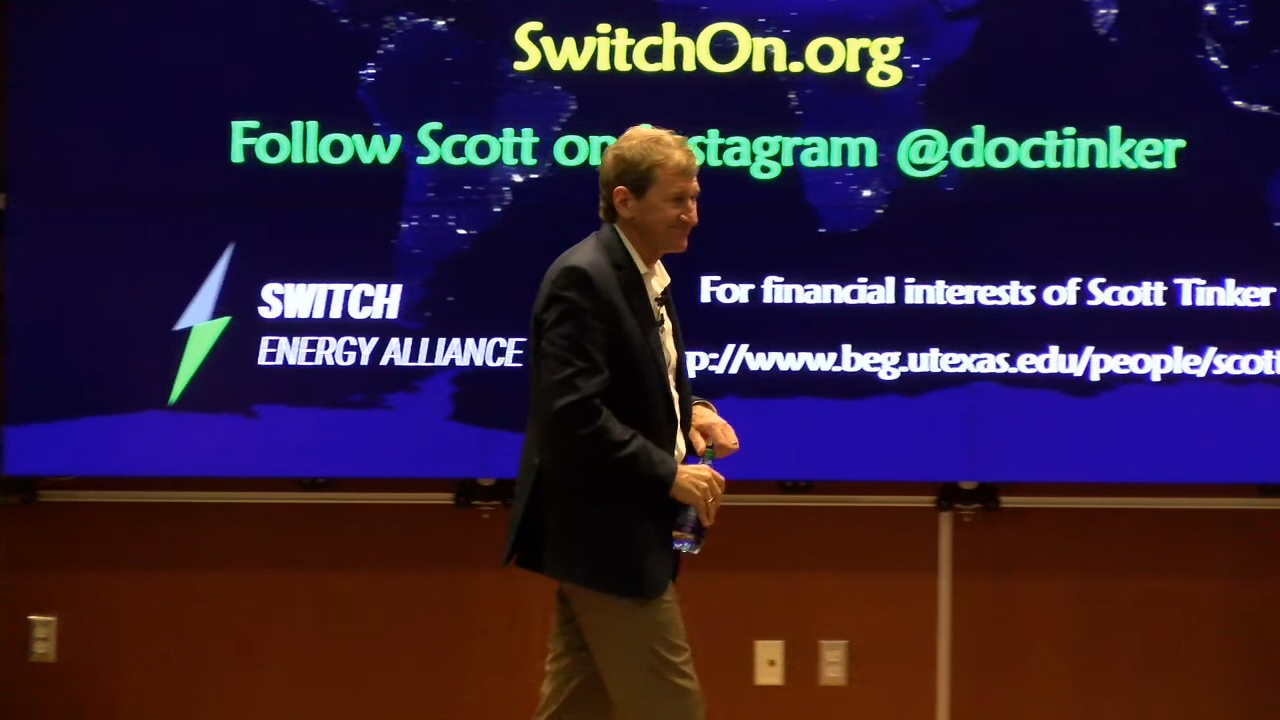 SwitchOn.org
Follow Scott on Instagram @doctinker
SWITCH
ENERGY ALLIANCE
For financial interests of Scott Tinker
p://www.beg.utexas.edu/people/scott